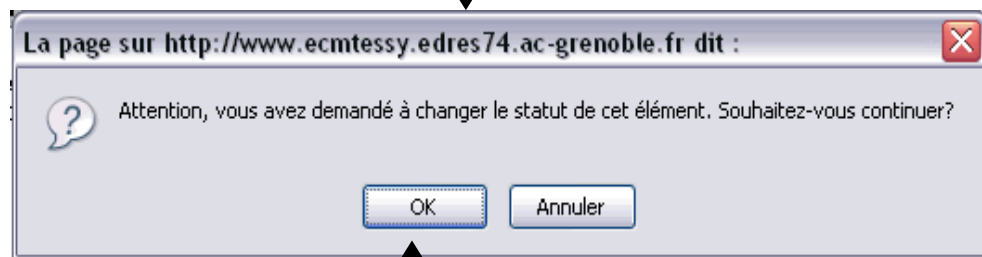 La page sur http://www.ecmtessy.edres74.ac-grenoble.fr dit :
Attention, vous avez demandé à changer le statut de cet élément. Souhaitez-vous continuer?
OK
Annuler